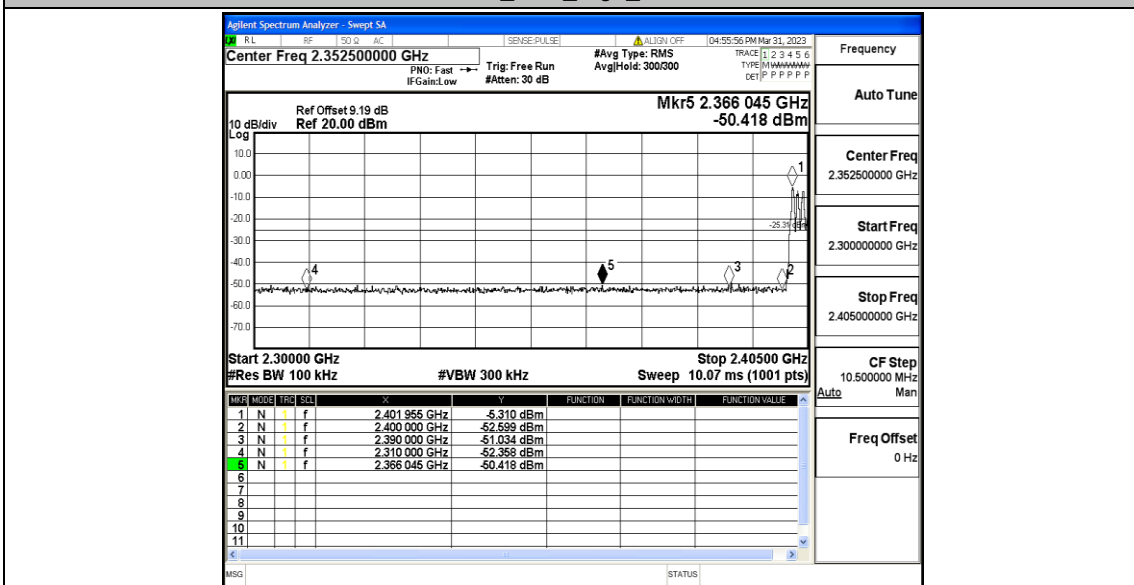 Agilent Spectrum Analyzer - Swept SA
RL RF 50 Ω AC SENSE:PULSE ALIGN OFF 04:55:56 PM Mar 31, 2023
Center Freq 2.352500000 GHz
PNO: Fast
IFGain:Low
Trig: Free Run
#Atten: 30 dB
#Avg Type: RMS
Avg|Hold: 300/300
TRACE 1 2 3 4 5 6
TYPE M
DET P P P P P P
Ref Offset 9.19 dB
10 dB/div Ref 20.00 dBm
Log
Mkr5 2.366 045 GHz
-50.418 dBm
10.0
0.00
-10.0
-20.0
-30.0
-40.0
-50.0
-60.0
-70.0
1
-25.31 dBm
4
5
3
2
Start 2.30000 GHz Stop 2.40500 GHz
#Res BW 100 kHz #VBW 300 kHz Sweep 10.07 ms (1001 pts)
MKR MODE TRC SCL X Y FUNCTION FUNCTION WIDTH FUNCTION VALUE
1 N 1 f 2.401 955 GHz -5.310 dBm
2 N 1 f 2.400 000 GHz -52.599 dBm
3 N 1 f 2.390 000 GHz -51.034 dBm
4 N 1 f 2.310 000 GHz -52.358 dBm
5 N 1 f 2.366 045 GHz -50.418 dBm
6
7
8
9
10
11
MSG STATUS
Frequency
Auto Tune
Center Freq
2.352500000 GHz
Start Freq
2.300000000 GHz
Stop Freq
2.405000000 GHz
CF Step
10.500000 MHz
Auto Man
Freq Offset
0 Hz